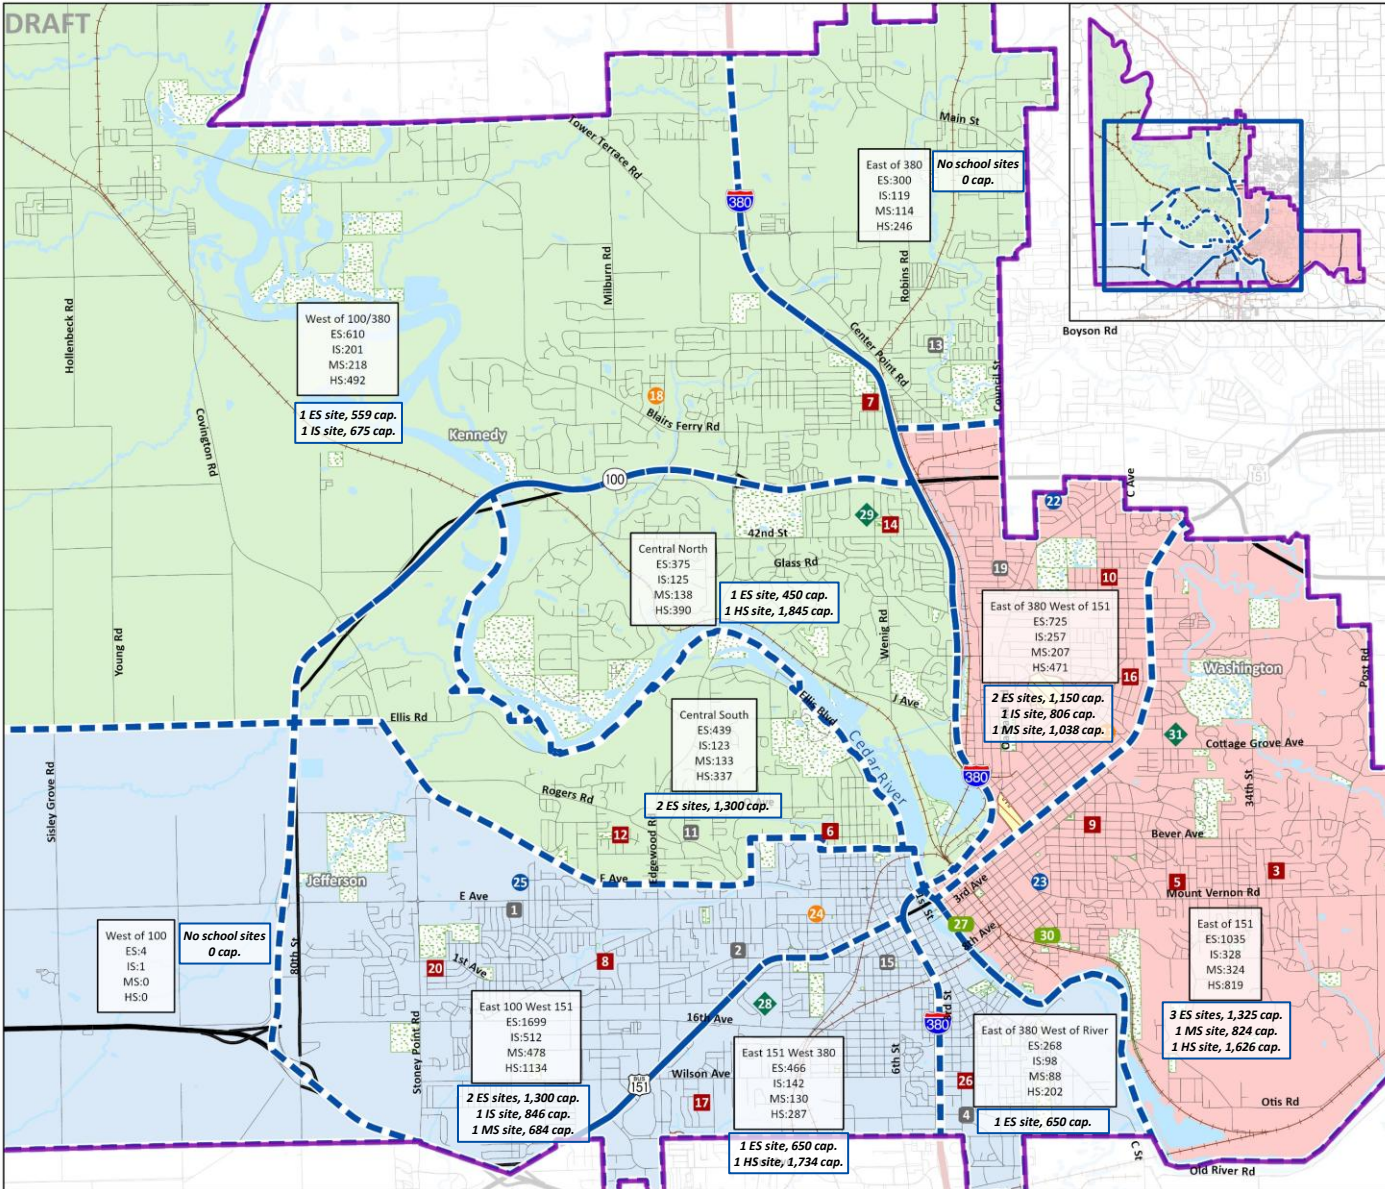 DRAFT
Main St
Tower Terrace Rd
East of 380
ES:300
IS:119
MS:114
HS:246
No school sites
0 cap.
380
Milburn Rd
Robins Rd
Hollenbeck Rd
Boyson Rd
West of 100/380
ES:610
IS:201
MS:218
HS:492
1 ES site, 559 cap.
1 IS site, 675 cap.
Center Point Rd
13
Council St
18
7
Blairs Ferry Rd
Covington Rd
Kennedy
100
151
C Ave
22
29
14
42nd St
Glass Rd
Central North
ES:375
IS:125
MS:138
HS:390
1 ES site, 450 cap.
1 HS site, 1,845 cap.
19
10
East of 380 West of 151
ES:725
IS:257
MS:207
HS:471
2 ES sites, 1,150 cap.
1 IS site, 806 cap.
1 MS site, 1,038 cap.
16
Washington
Post Rd
Young Rd
Wenig Rd
J Ave
Ellis Rd
Ellis Blvd
Cedar River
Central South
ES:439
IS:123
MS:133
HS:337
2 ES sites, 1,300 cap.
31
Cottage Grove Ave
34th St
380
Sisley Grove Rd
Rogers Rd
12
Edgewood Rd
11
6
9
Bever Ave
3
5
Mount Vernon Rd
Jefferson
25
E Ave
1
F Ave
24
3rd Ave
23
1st St
27
8th Ave
30
West of 100
ES:4
IS:1
MS:0
HS:0
No school sites
0 cap.
80th St
20
1st Ave
8
2
15
East of 151
ES:1035
IS:328
MS:324
HS:819
3 ES sites, 1,325 cap.
1 MS site, 824 cap.
1 HS site, 1,626 cap.
Stoney Point Rd
East 100 West 151
ES:1699
IS:512
MS:478
HS:1134
2 ES sites, 1,300 cap.
1 IS site, 846 cap.
1 MS site, 684 cap.
28
16th Ave
BUS
151
Wilson Ave
17
East 151 West 380
ES:466
IS:142
MS:130
HS:287
1 ES site, 650 cap.
1 HS site, 1,734 cap.
6th St
3rd St
380
26
4
East of 380 West of River
ES:268
IS:98
MS:88
HS:202
1 ES site, 650 cap.
Otis Rd
C St
Old River Rd